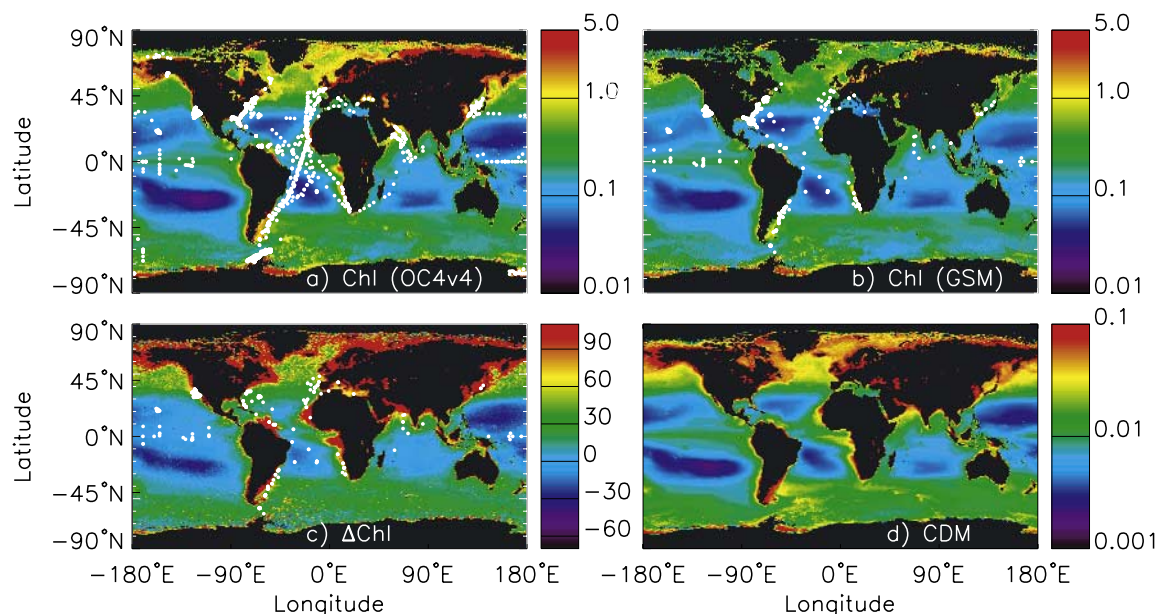 90°N
45°N
0°N
−45°N
−90°N
Latitude
a) Chl (OC4v4)
5.0
1.0
0.1
0.01
b) Chl (GSM)
5.0
1.0
0.1
0.01
90°N
45°N
0°N
−45°N
−90°N
Latitude
c) ΔChl
90
60
30
0
−30
−60
d) CDM
0.1
0.01
0.001
−180°E −90°E 0°E 90°E 180°E
Longitude
−180°E −90°E 0°E 90°E 180°E
Longitude